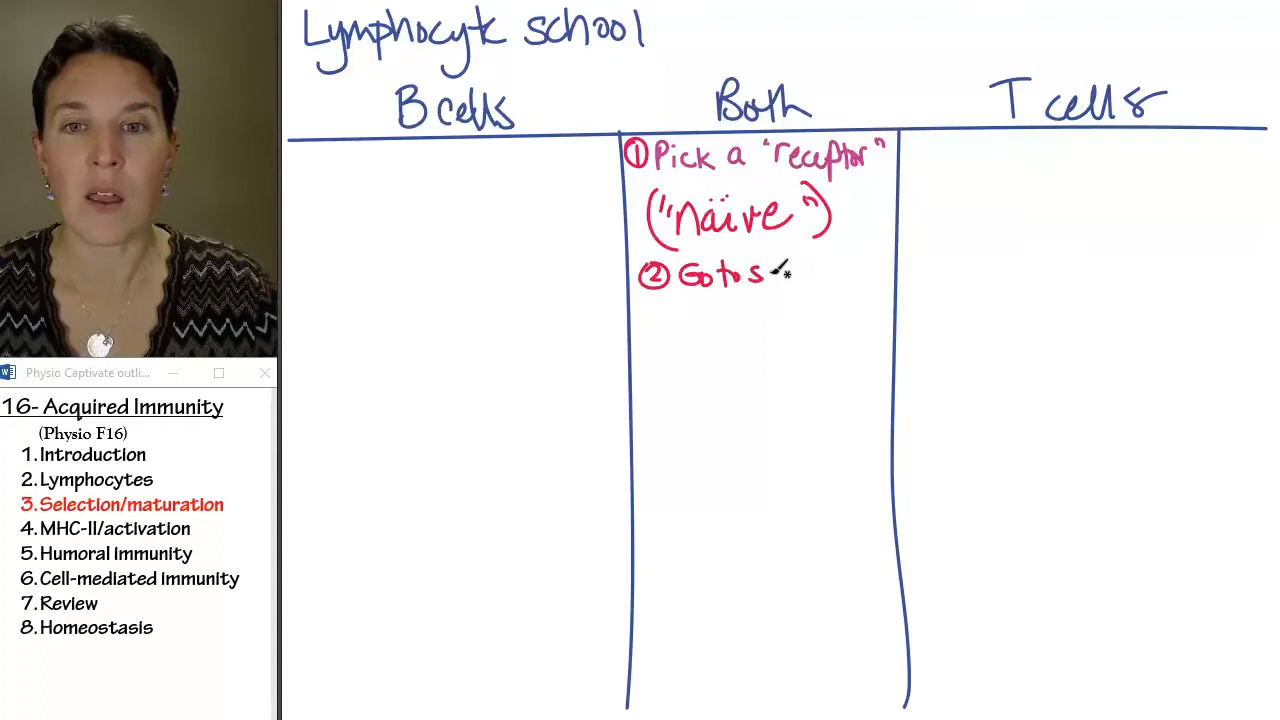 Lymphocyte school
B cells
Both
T cells
① Pick a "receptor"
("naïve")
② Go to s
Physio Captivate outli...
16- Acquired Immunity
(Physio F16)
1. Introduction
2. Lymphocytes
3. Selection/maturation
4. MHC-II/activation
5. Humoral immunity
6. Cell-mediated immunity
7. Review
8. Homeostasis